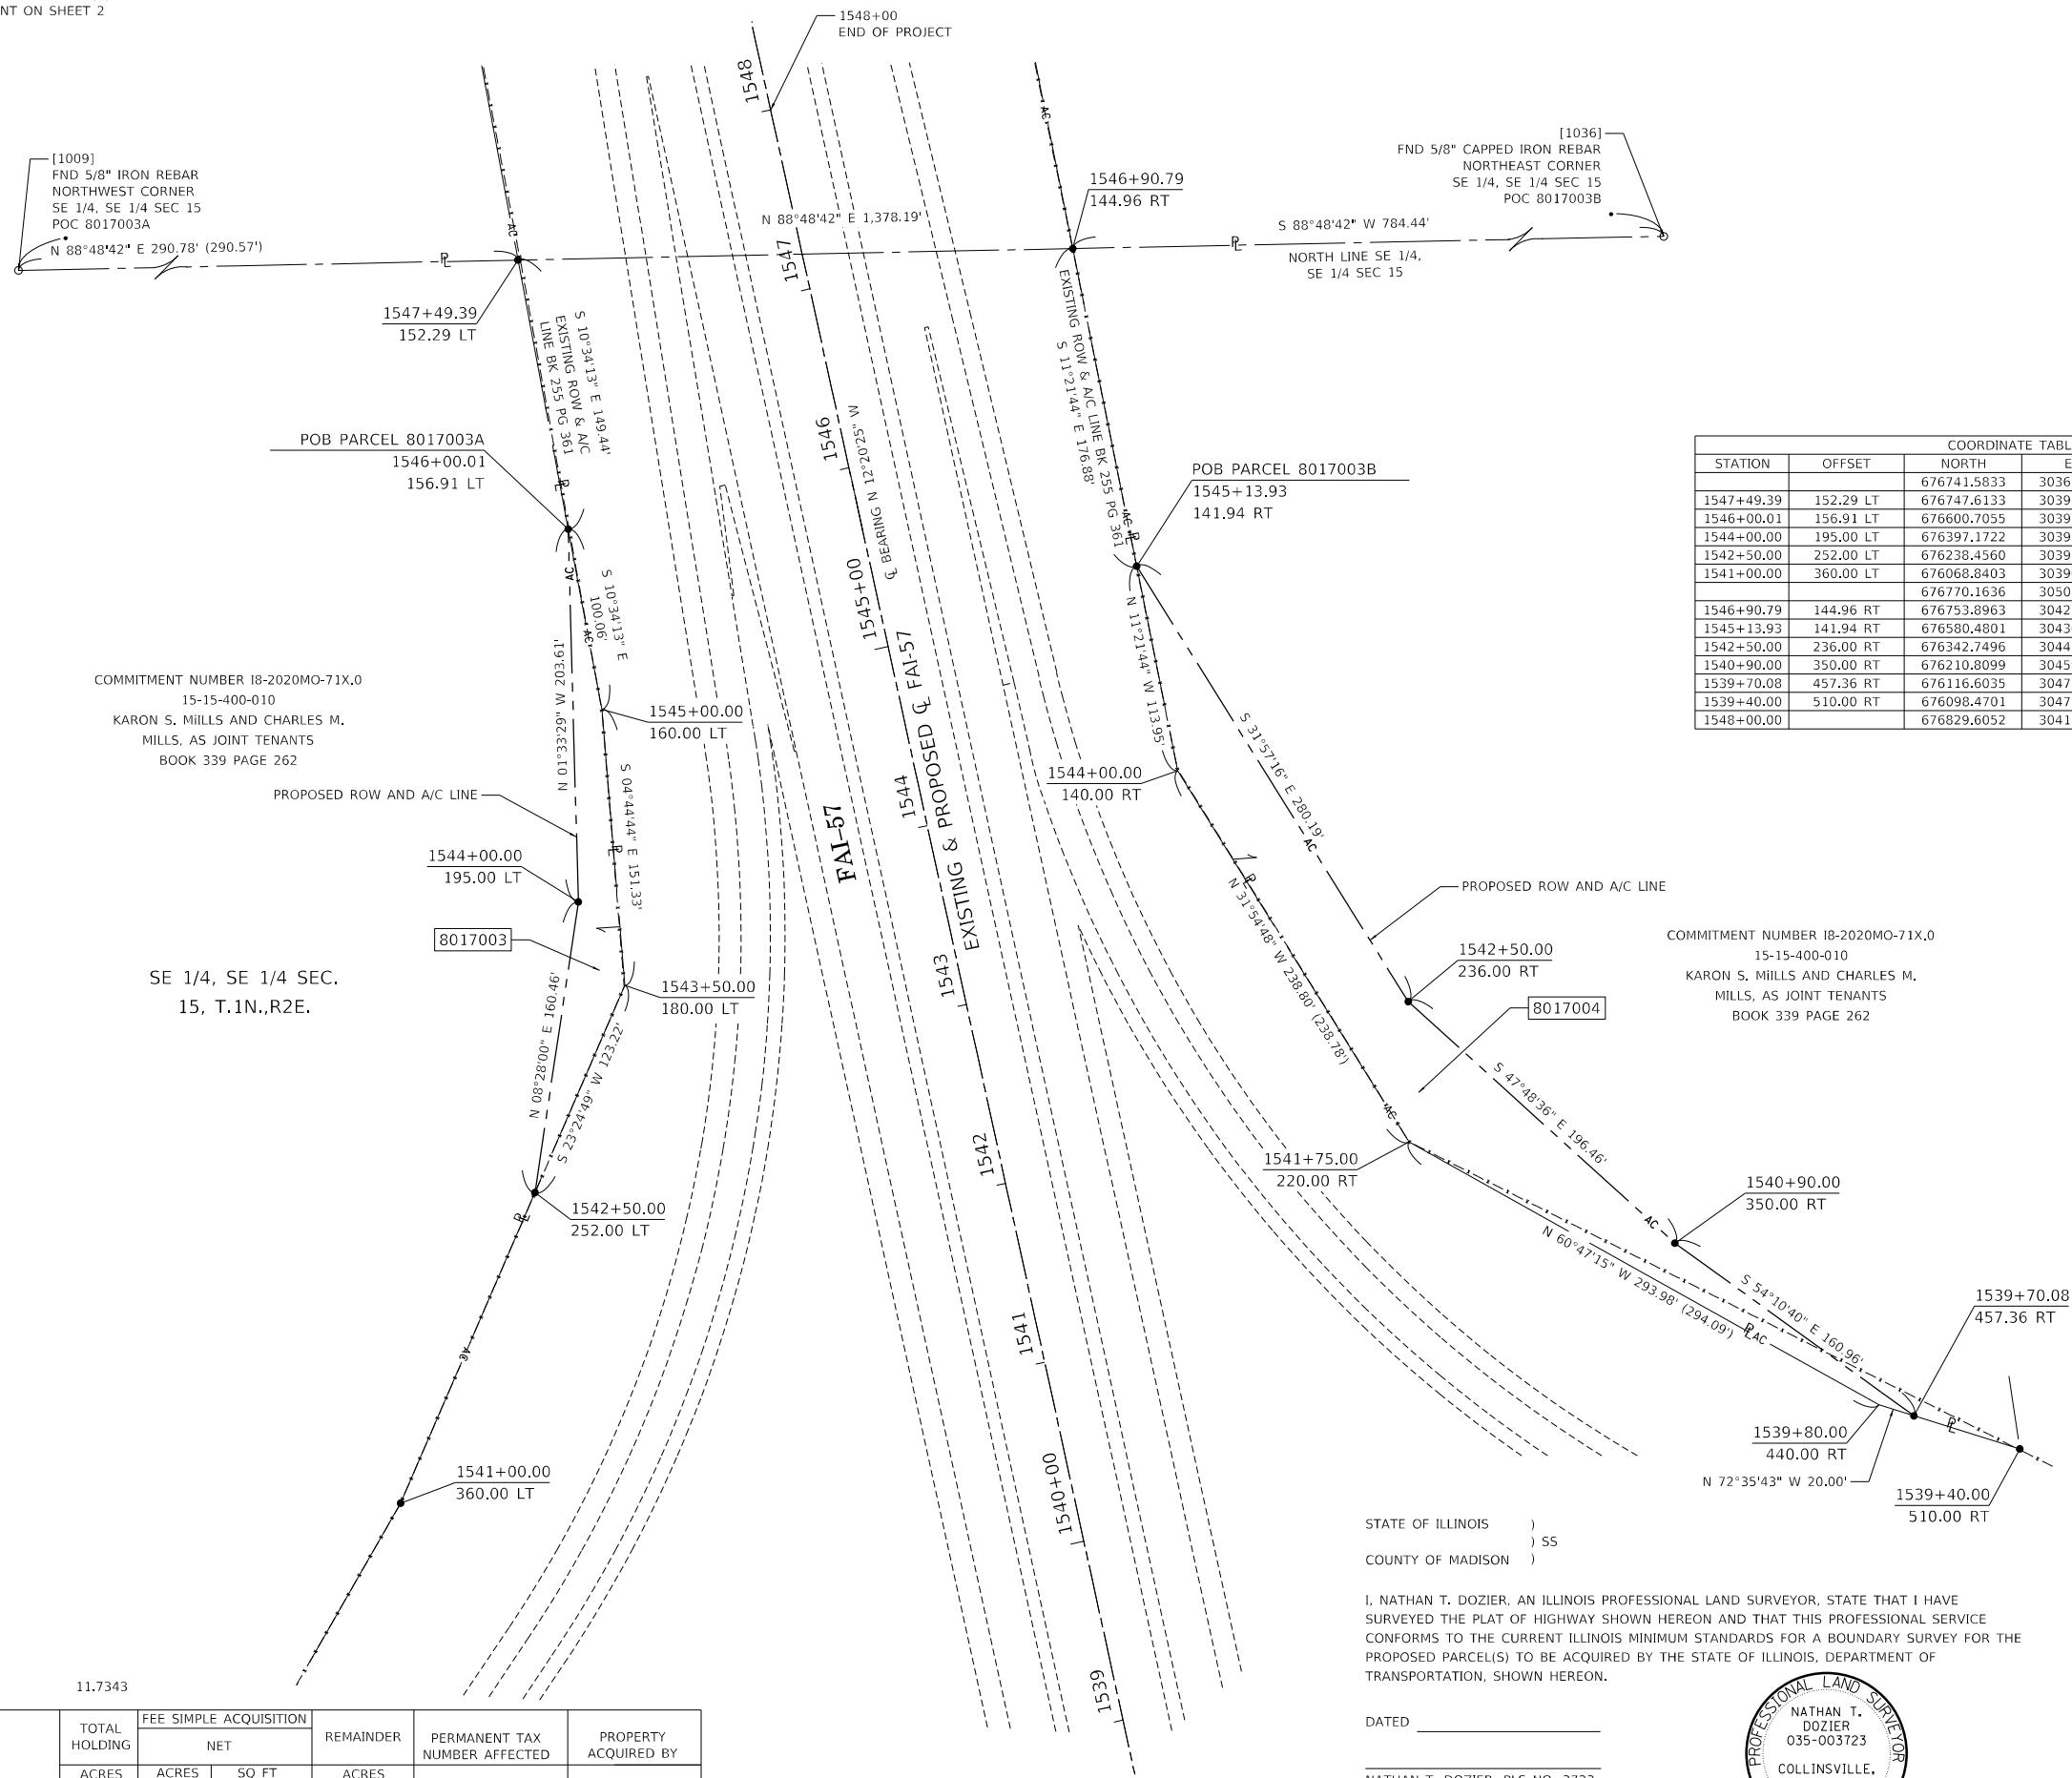 NT ON SHEET 2
1548+00
END OF PROJECT
1548
[1009]
FND 5/8" IRON REBAR
NORTHWEST CORNER
SE 1/4, SE 1/4 SEC 15
POC 8017003A
N 88°48'42" E 290.78' (290.57')
AC
AC
[1036]
FND 5/8" CAPPED IRON REBAR
NORTHEAST CORNER
SE 1/4, SE 1/4 SEC 15
POC 8017003B
1546+90.79
144.96 RT
N 88°48'42" E 1,378.19'
S 88°48'42" W 784.44'
NORTH LINE SE 1/4,
SE 1/4 SEC 15
1547
1547+49.39
152.29 LT
S 10°34'13" E 149.44'
EXISTING ROW & A/C
LINE BK 255 PG 361
EXISTING ROW & A/C LINE BK 255 PG 361
S 11°21'44" E 176.88'
POB PARCEL 8017003A
1546+00.01
156.91 LT
1546
℄ BEARING N 12°20'25" W
POB PARCEL 8017003B
1545+13.93
141.94 RT
AC
COORDINATE TABL
STATION OFFSET NORTH E
676741.5833 3036
1547+49.39 152.29 LT 676747.6133 3039
1546+00.01 156.91 LT 676600.7055 3039
1544+00.00 195.00 LT 676397.1722 3039
1542+50.00 252.00 LT 676238.4560 3039
1541+00.00 360.00 LT 676068.8403 3039
676770.1636 3050
1546+90.79 144.96 RT 676753.8963 3042
1545+13.93 141.94 RT 676580.4801 3043
1542+50.00 236.00 RT 676342.7496 3044
1540+90.00 350.00 RT 676210.8099 3045
1539+70.08 457.36 RT 676116.6035 3047
1539+40.00 510.00 RT 676098.4701 3047
1548+00.00 676829.6052 3041
1545+00
AC
S 10°34'13" E
100.06'
AC
N 01°33'29" W 203.61'
N 11°21'44" W 113.95'
COMMITMENT NUMBER I8-2020MO-71X.0
15-15-400-010
KARON S. MiILLS AND CHARLES M.
MILLS, AS JOINT TENANTS
BOOK 339 PAGE 262
1545+00.00
160.00 LT
S 31°57'16" E 280.19'
AC
1544+00.00
140.00 RT
PROPOSED ROW AND A/C LINE
S 04°44'44" E 151.33'
1544
FAI-57
EXISTING & PROPOSED ℄ FAI-57
1544+00.00
195.00 LT
PROPOSED ROW AND A/C LINE
N 31°54'48" W 238.80' (238.78')
8017003
SE 1/4, SE 1/4 SEC.
15, T.1N.,R2E.
1543+50.00
180.00 LT
1543
1542+50.00
236.00 RT
COMMITMENT NUMBER I8-2020MO-71X.0
15-15-400-010
KARON S. MiILLS AND CHARLES M.
MILLS, AS JOINT TENANTS
BOOK 339 PAGE 262
8017004
N 08°28'00" E 160.46'
S 23°24'49" W 123.22'
S 47°48'36" E 196.46'
AC
1542
1541+75.00
220.00 RT
1542+50.00
252.00 LT
1540+90.00
350.00 RT
AC
N 60°47'15" W 293.98' (294.09')
AC
S 54°10'40" E 160.96'
1539+70.08
457.36 RT
1541
AC
1541+00.00
360.00 LT
1540+00
1539+80.00
440.00 RT
N 72°35'43" W 20.00'
1539+40.00
510.00 RT
STATE OF ILLINOIS )
) SS
COUNTY OF MADISON )
I, NATHAN T. DOZIER, AN ILLINOIS PROFESSIONAL LAND SURVEYOR, STATE THAT I HAVE
SURVEYED THE PLAT OF HIGHWAY SHOWN HEREON AND THAT THIS PROFESSIONAL SERVICE
CONFORMS TO THE CURRENT ILLINOIS MINIMUM STANDARDS FOR A BOUNDARY SURVEY FOR THE
PROPOSED PARCEL(S) TO BE ACQUIRED BY THE STATE OF ILLINOIS, DEPARTMENT OF
TRANSPORTATION, SHOWN HEREON.
1539
DATED
PROFESSIONAL LAND SURVEYOR
NATHAN T.
DOZIER
035-003723
COLLINSVILLE,
11.7343
TOTAL HOLDING
FEE SIMPLE ACQUISITION
NET
REMAINDER
PERMANENT TAX NUMBER AFFECTED
PROPERTY ACQUIRED BY
ACRES ACRES SQ FT ACRES